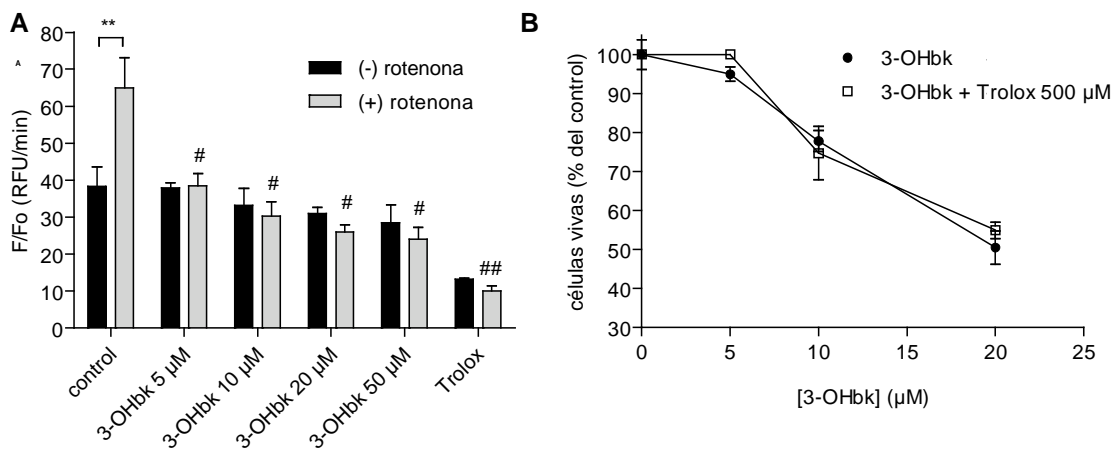 A
B
**
A
(-) rotenona
(+) rotenona
F/Fo (RFU/min)
80
70
60
50
40
30
20
10
0
#
#
#
#
##
control
3-OHbk 5 µM
3-OHbk 10 µM
3-OHbk 20 µM
3-OHbk 50 µM
Trolox
3-OHbk
3-OHbk + Trolox 500 µM
células vivas (% del control)
100
90
80
70
60
50
40
30
0
5
10
15
20
25
[3-OHbk] (µM)